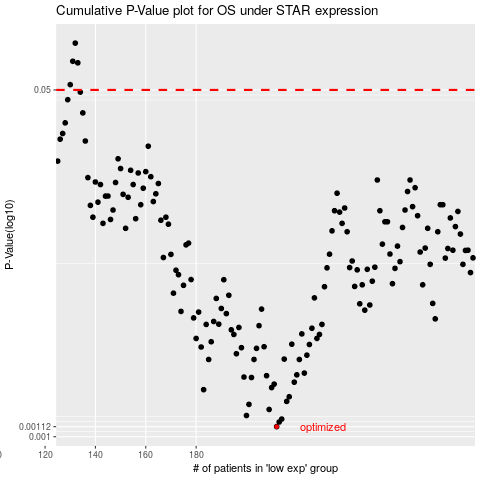 Cumulative P-Value plot for OS under STAR expression
P-Value(log10)
0.05
0.00112
0.001
optimized
0 120 140 160 180
# of patients in 'low exp' group